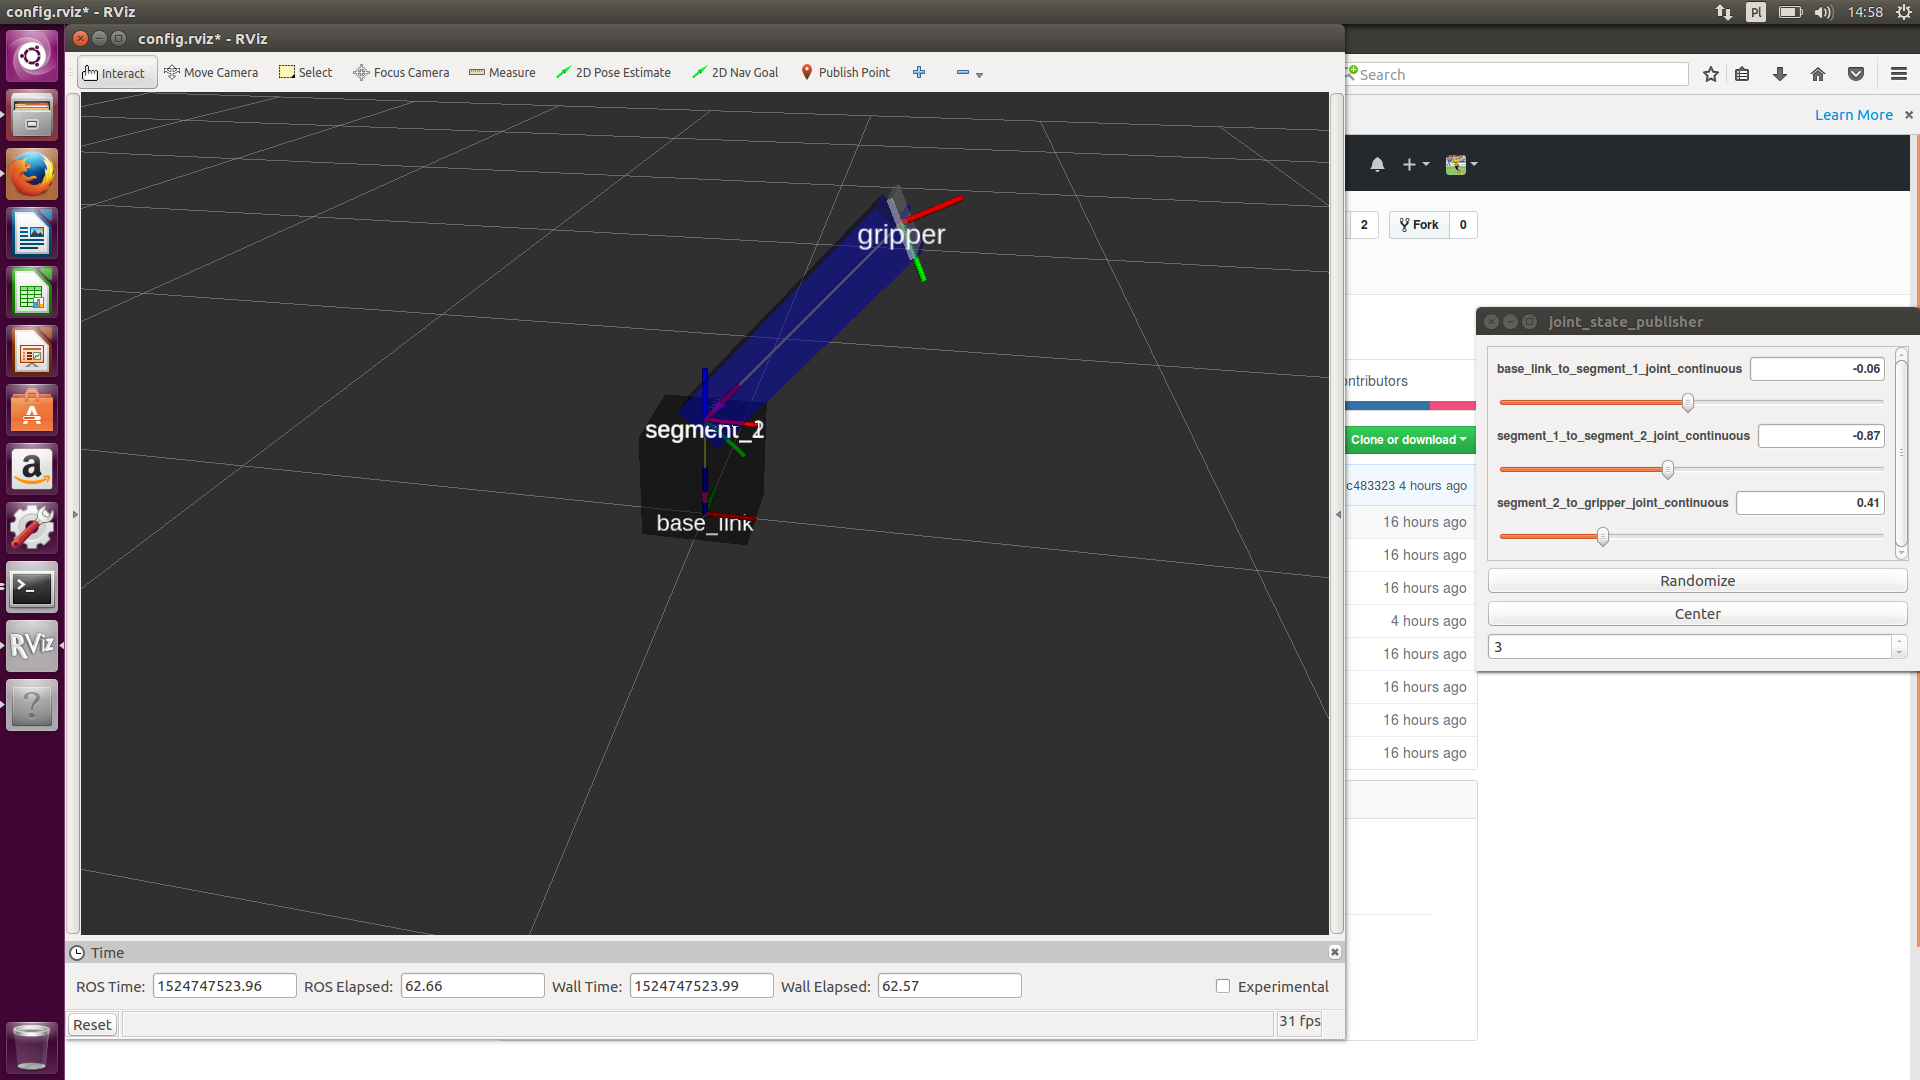 config.rviz* - RViz
Pl
14:58
config.rviz* - RViz
Interact
Move Camera
Select
Focus Camera
Measure
2D Pose Estimate
2D Nav Goal
Publish Point
Search
Learn More
2
Fork
0
gripper
base_link
joint_state_publisher
base_link_to_segment_1_joint_continuous
-0.06
segment_1_to_segment_2_joint_continuous
-0.87
segment_2_to_gripper_joint_continuous
0.41
Randomize
Center
3
ontributors
Clone or download
c483323 4 hours ago
16 hours ago
16 hours ago
16 hours ago
4 hours ago
16 hours ago
16 hours ago
16 hours ago
16 hours ago
RViz
Time
ROS Time:
1524747523.96
ROS Elapsed:
62.66
Wall Time:
1524747523.99
Wall Elapsed:
62.57
Experimental
Reset
31 fps